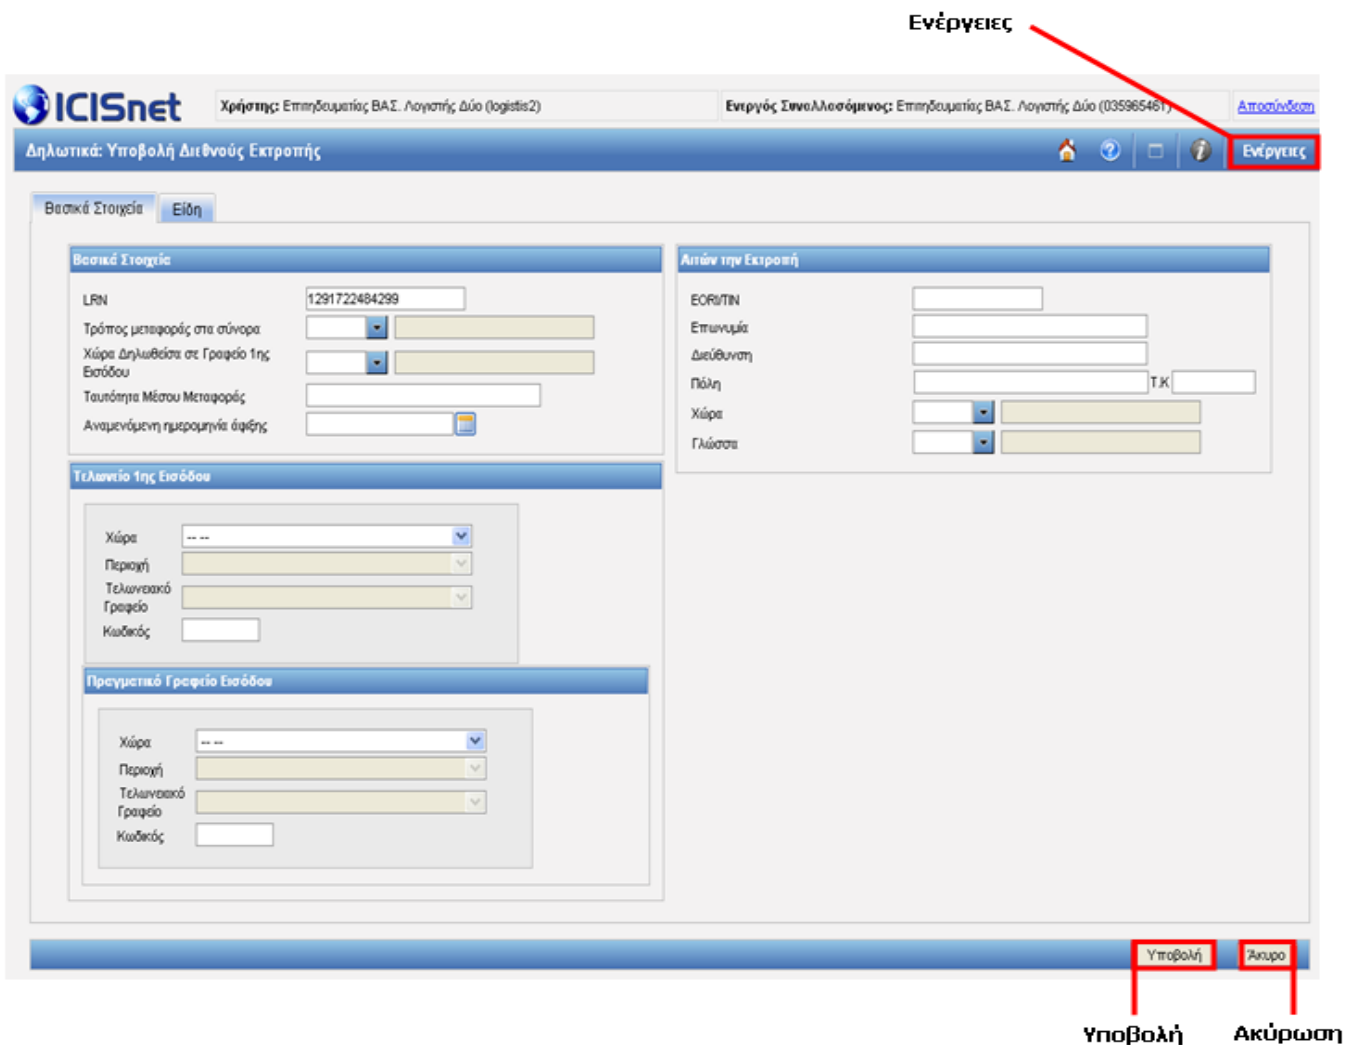 Ενέργειες
ICISnet
Χρήστης: Επιτηδευματίας ΒΑΣ. Λογιστής Δύο (logistis2)
Ενεργός Συναλλασόμενος: Επιτηδευματίας ΒΑΣ. Λογιστής Δύο (035965461)
Αποσύνδεση
Δηλωτικά: Υποβολή Διεθνούς Εκτροπής
Ενέργειες
Βασικά Στοιχεία
Είδη
Βασικά Στοιχεία
LRN
1291722484299
Τρόπος μεταφοράς στα σύνορα
Χώρα Δηλωθείσα σε Γραφείο 1ης
Εισόδου
Ταυτότητα Μέσου Μεταφοράς
Αναμενόμενη ημερομηνία άφιξης
Αιτών την Εκτροπή
EORI/TIN
Επωνυμία
Διεύθυνση
Πόλη
Τ.Κ
Χώρα
Γλώσσα
Τελωνείο 1ης Εισόδου
Χώρα
-- --
Περιοχή
Τελωνειακό
Γραφείο
Κωδικός
Πραγματικό Γραφείο Εισόδου
Χώρα
-- --
Περιοχή
Τελωνειακό
Γραφείο
Κωδικός
Υποβολή
Άκυρο
Υποβολή
Ακύρωση